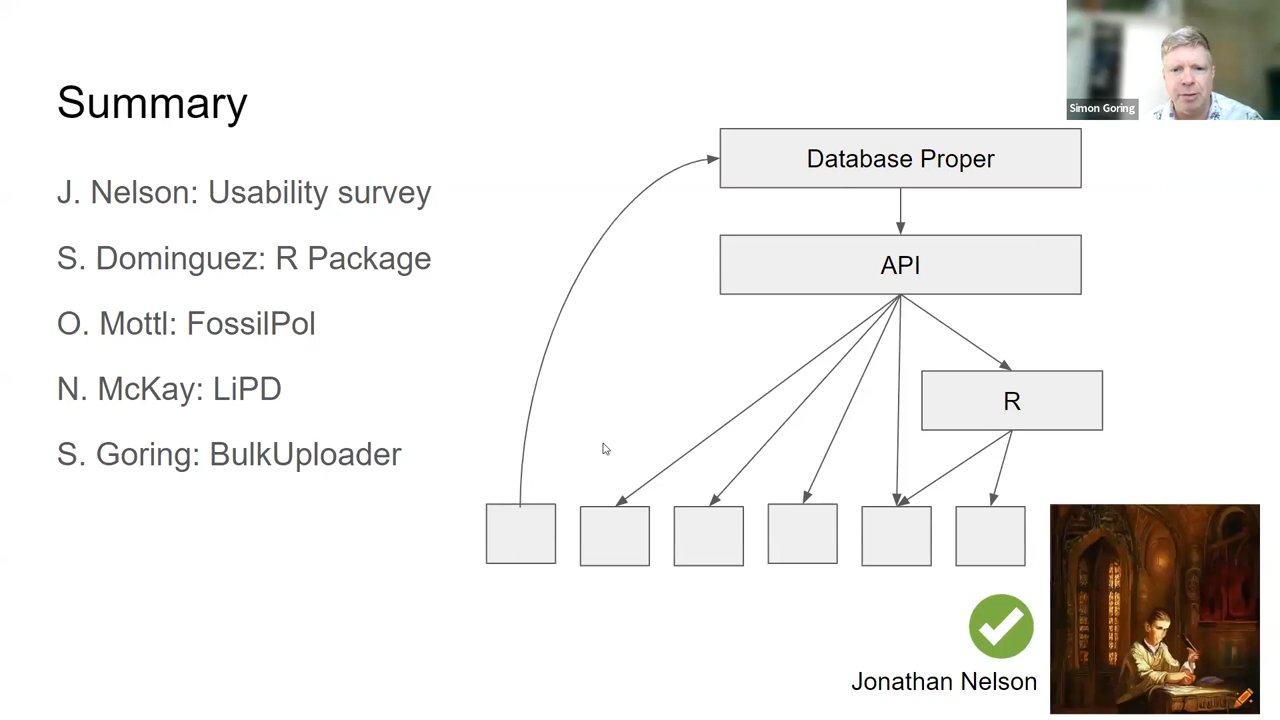 Summary
J. Nelson: Usability survey
S. Dominguez: R Package
O. Mottl: FossilPol
N. McKay: LiPD
S. Goring: BulkUploader
Simon Goring
Database Proper
API
R
Jonathan Nelson